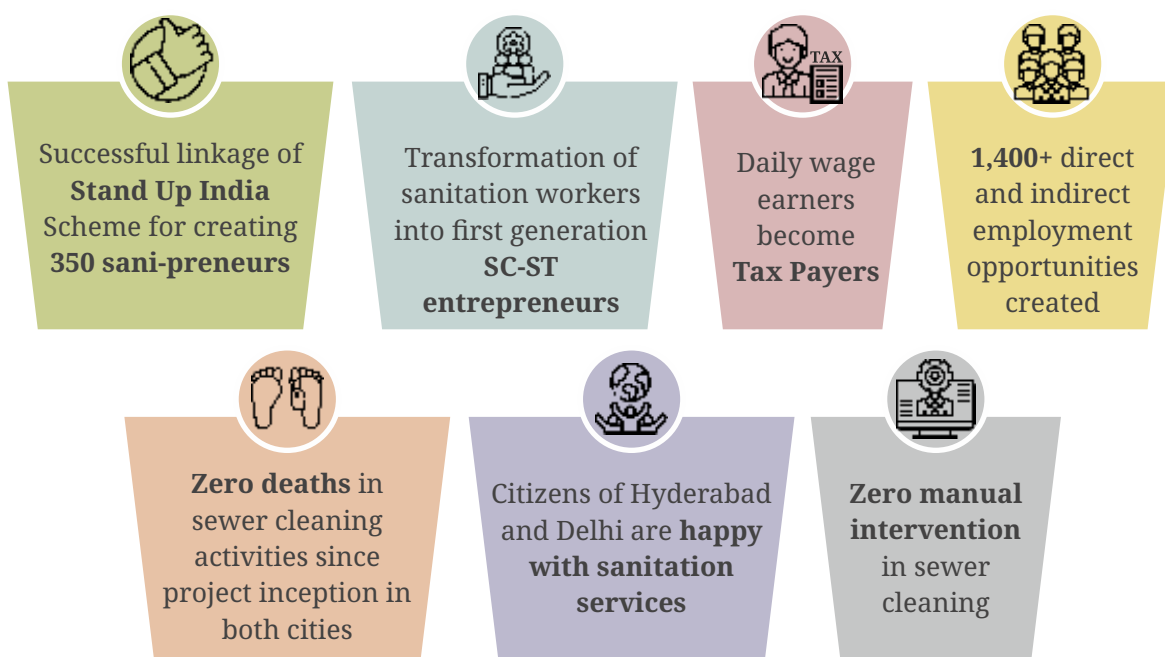 Successful linkage of
Stand Up India
Scheme for creating
350 sani-preneurs
Transformation of
sanitation workers
into first generation
SC-ST
entrepreneurs
TAX
Daily wage
earners
become
Tax Payers
1,400+ direct
and indirect
employment
opportunities
created
Zero deaths in
sewer cleaning
activities since
project inception in
both cities
Citizens of Hyderabad
and Delhi are happy
with sanitation
services
Zero manual
intervention
in sewer
cleaning